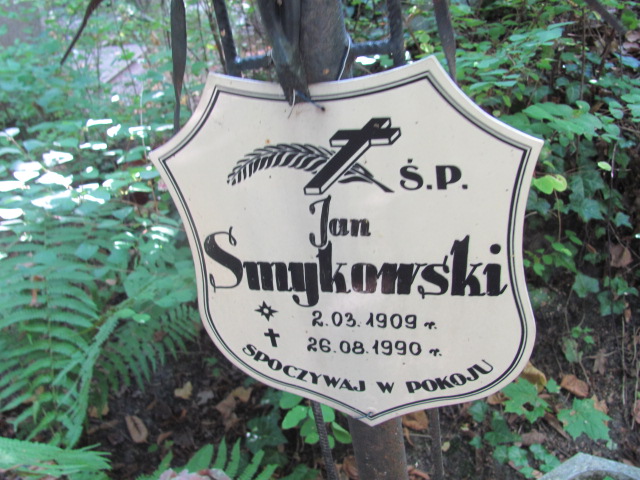 Ś.P.
Jan
Smykowski
2.03.1909 r.
26.08.1990 r.
SPOCZYWAJ W POKOJU